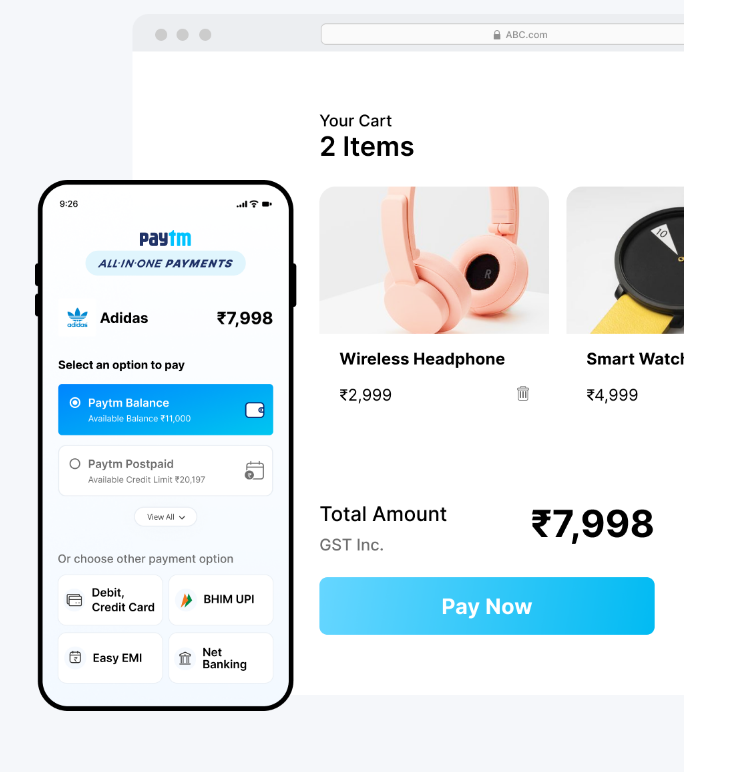 ABC.com
Your Cart
2 Items
Wireless Headphone
₹2,999
Smart Watch
₹4,999
Total Amount
GST Inc.
₹7,998
Pay Now
9:26
paytm
ALL·IN·ONE PAYMENTS
adidas
Adidas
₹7,998
Select an option to pay
Paytm Balance
Available Balance ₹11,000
Paytm Postpaid
Available Credit Limit ₹20,197
View All
Or choose other payment option
Debit,
Credit Card
BHIM UPI
Easy EMI
Net
Banking
R
10